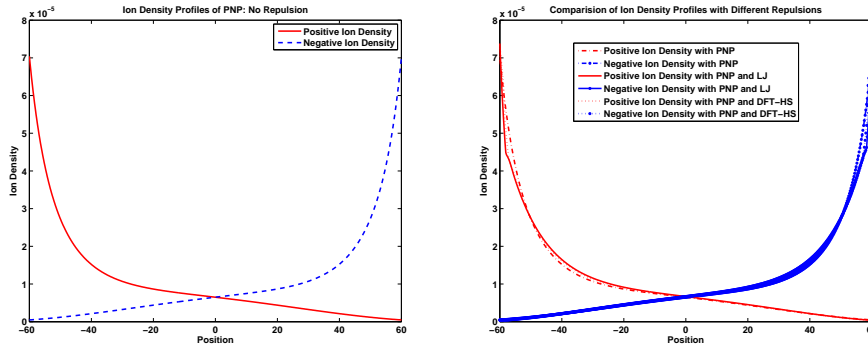 Ion Density Profiles of PNP: No Repulsion
x 10⁻⁵
8
7
6
5
4
3
2
1
0
Ion Density
−60
−40
−20
0
20
40
60
Position
Positive Ion Density
Negative Ion Density
Comparision of Ion Density Profiles with Different Repulsions
x 10⁻⁵
8
7
6
5
4
3
2
1
0
Ion Density
−60
−40
−20
0
20
40
Position
Positive Ion Density with PNP
Negative Ion Density with PNP
Positive Ion Density with PNP and LJ
Negative Ion Density with PNP and LJ
Positive Ion Density with PNP and DFT−HS
Negative Ion Density with PNP and DFT−HS